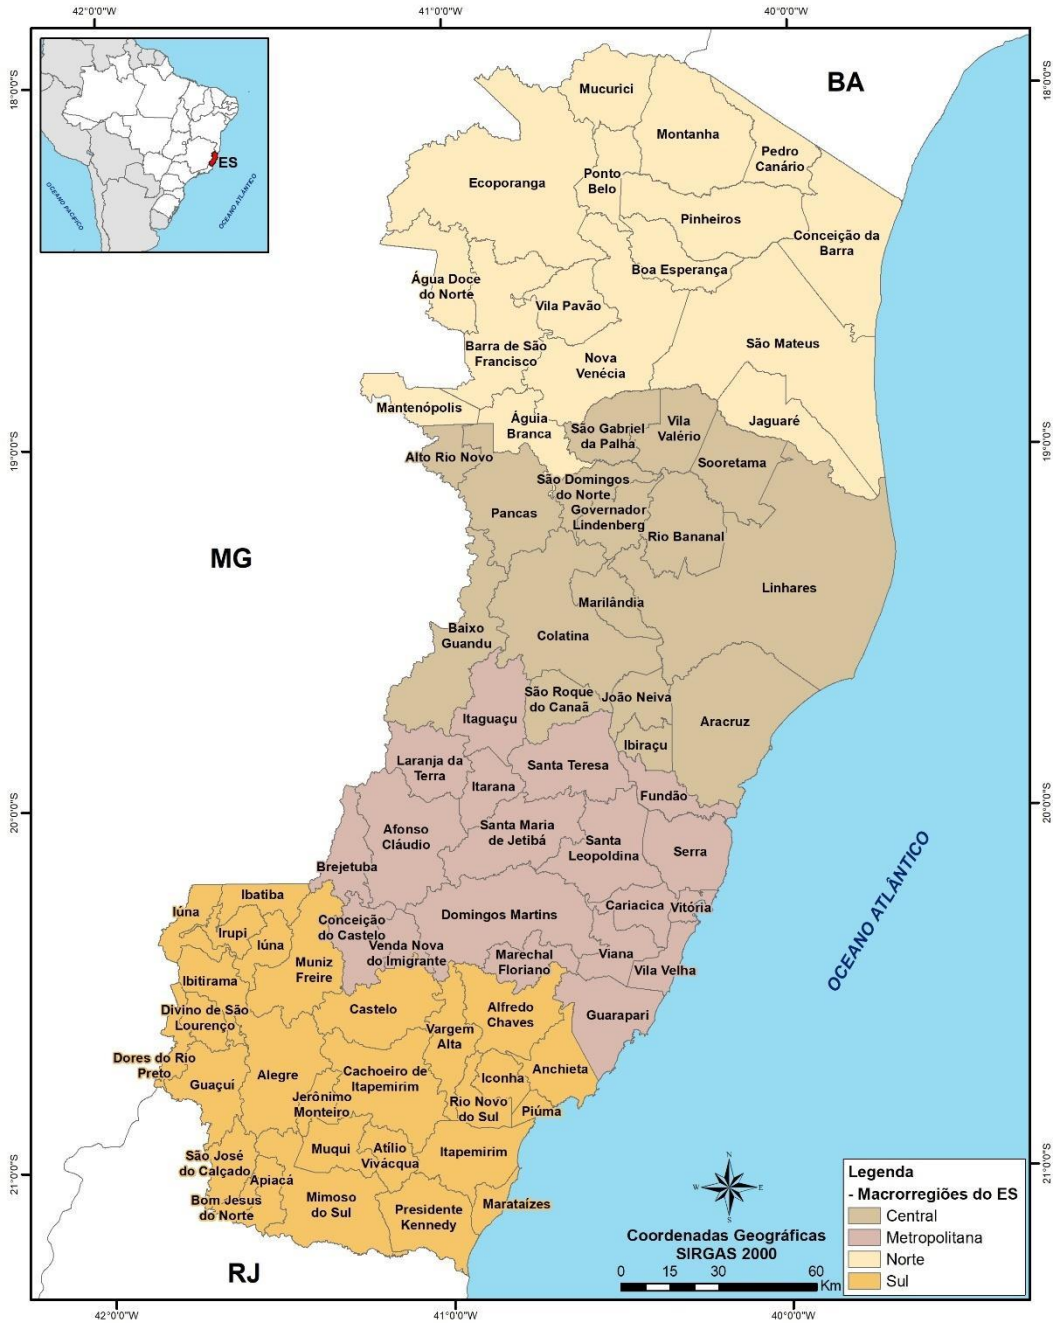 42°0'0"W
41°0'0"W
40°0'0"W
18°0'0"S
18°0'0"S
19°0'0"S
19°0'0"S
20°0'0"S
20°0'0"S
21°0'0"S
21°0'0"S
ES
OCEANO PACÍFICO
OCEANO ATLÂNTICO
BA
MG
RJ
OCEANO ATLÂNTICO
Mucurici
Montanha
Pedro
Canário
Ecoporanga
Ponto
Belo
Pinheiros
Conceição da
Barra
Boa Esperança
Água Doce
do Norte
Vila Pavão
Barra de São
Francisco
Nova
Venécia
São Mateus
Mantenópolis
Águia
Branca
São Gabriel
da Palha
Vila
Valério
Jaguaré
Alto Rio Novo
Sooretama
São Domingos
do Norte
Pancas
Governador
Lindenberg
Rio Bananal
Linhares
Marilândia
Baixo
Guandu
Colatina
São Roque
do Canaã
João Neiva
Itaguaçu
Aracruz
Ibiraçu
Laranja da
Terra
Santa Teresa
Itarana
Fundão
Afonso
Cláudio
Santa Maria
de Jetibá
Santa
Leopoldina
Serra
Brejetuba
Ibatiba
Iúna
Irupi
Iúna
Conceição
do Castelo
Domingos Martins
Cariacica
Vitória
Venda Nova
do Imigrante
Marechal
Floriano
Viana
Vila Velha
Muniz
Freire
Ibitirama
Castelo
Alfredo
Chaves
Guarapari
Divino de São
Lourenço
Vargem
Alta
Dores do Rio
Preto
Guaçuí
Alegre
Cachoeiro de
Itapemirim
Iconha
Anchieta
Jerônimo
Monteiro
Rio Novo
do Sul
Piúma
São José
do Calçado
Muqui
Atílio
Vivácqua
Itapemirim
Apiacá
Bom Jesus
do Norte
Mimoso
do Sul
Presidente
Kennedy
Marataízes
N
W
E
S
Coordenadas Geográficas
SIRGAS 2000
0 15 30 60
Km
Legenda
- Macrorregiões do ES
Central
Metropolitana
Norte
Sul
42°0'0"W
41°0'0"W
40°0'0"W